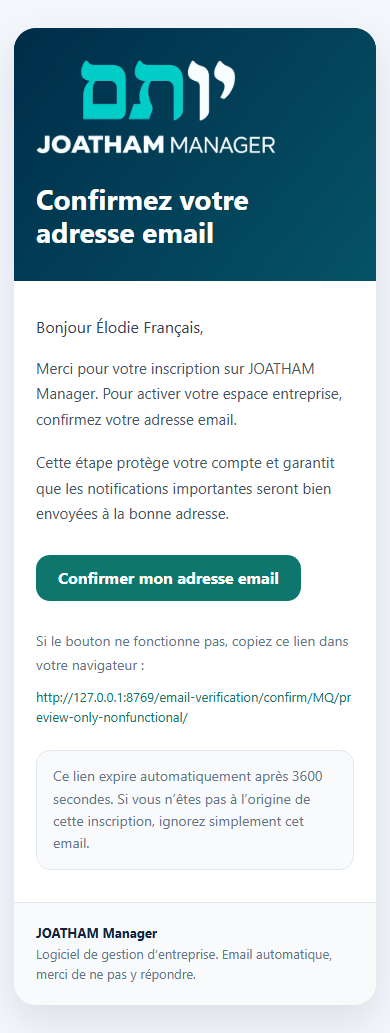 יותם
JOATHAM MANAGER
Confirmez votre
adresse email
Bonjour Élodie Français,
Merci pour votre inscription sur JOATHAM
Manager. Pour activer votre espace entreprise,
confirmez votre adresse email.
Cette étape protège votre compte et garantit
que les notifications importantes seront bien
envoyées à la bonne adresse.
Confirmer mon adresse email
Si le bouton ne fonctionne pas, copiez ce lien dans
votre navigateur :
http://127.0.0.1:8769/email-verification/confirm/MQ/pr
eview-only-nonfunctional/
Ce lien expire automatiquement après 3600
secondes. Si vous n’êtes pas à l’origine de
cette inscription, ignorez simplement cet
email.
JOATHAM Manager
Logiciel de gestion d’entreprise. Email automatique,
merci de ne pas y répondre.